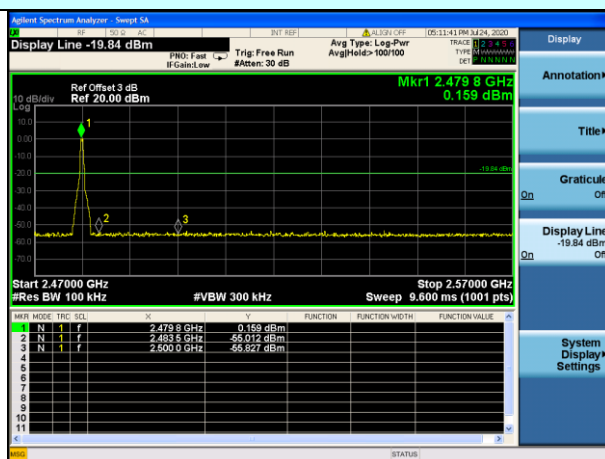 Agilent Spectrum Analyzer - Swept SA
RF 50 Ω AC INT REF ALIGN OFF 05:11:41 PM Jul 24, 2020
Display Line -19.84 dBm
PNO: Fast
IFGain:Low
Trig: Free Run
#Atten: 30 dB
Avg Type: Log-Pwr
Avg|Hold:>100/100
TRACE 1 2 3 4 5 6
TYPE
DET P N N N N N
Ref Offset 3 dB
Ref 20.00 dBm
10 dB/div
Log
Mkr1 2.479 8 GHz
0.159 dBm
10.0
0.00
-10.0
-20.0
-30.0
-40.0
-50.0
-60.0
-70.0
1
2
3
-19.84 dBm
Start 2.47000 GHz
#Res BW 100 kHz
#VBW 300 kHz
Stop 2.57000 GHz
Sweep 9.600 ms (1001 pts)
MKR MODE TRC SCL X Y FUNCTION FUNCTION WIDTH FUNCTION VALUE
1 N 1 f 2.479 8 GHz 0.159 dBm
2 N 1 f 2.483 5 GHz -55.012 dBm
3 N 1 f 2.500 0 GHz -55.827 dBm
4
5
6
7
8
9
10
11
MSG STATUS
Display
Annotation
Title
Graticule
On Off
Display Line
-19.84 dBm
On Off
System
Display
Settings